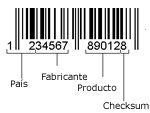 1 234567 890128
País
Fabricante
Producto
Checksum